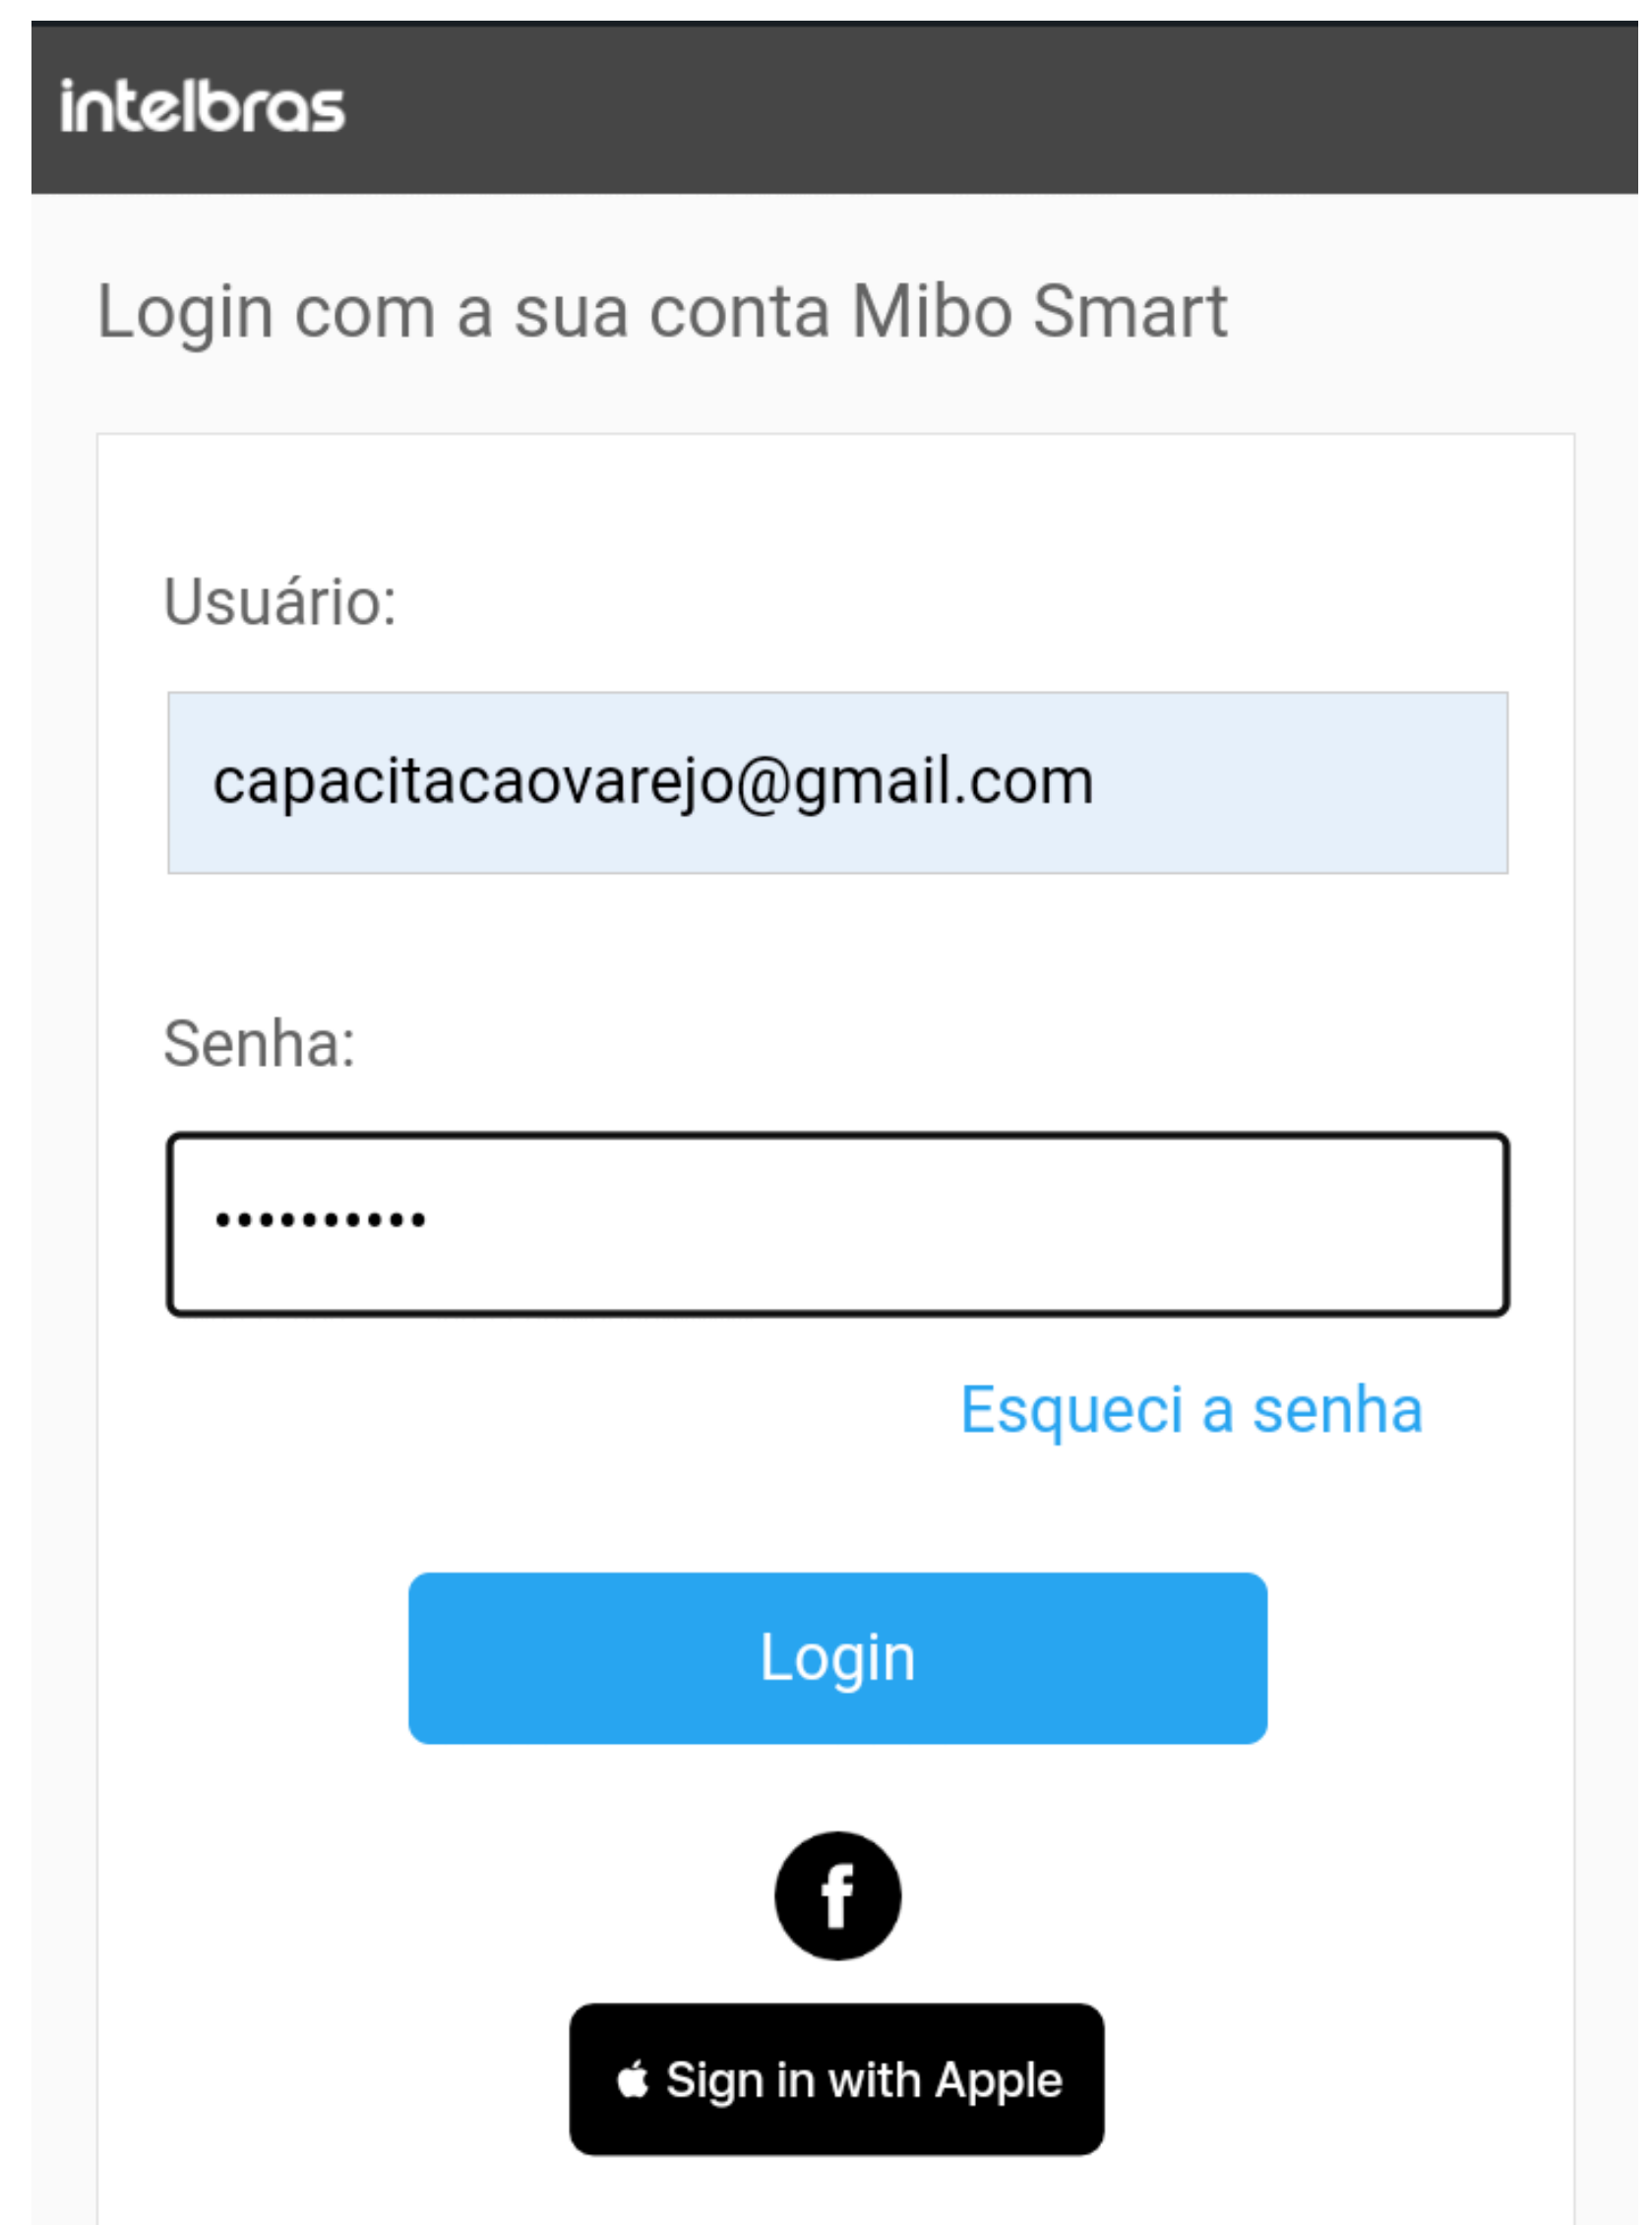 intelbras
Login com a sua conta Mibo Smart
Usuário:
capacitacaovarejo@gmail.com
Senha:
••••••••••
Esqueci a senha
Login
f
Sign in with Apple